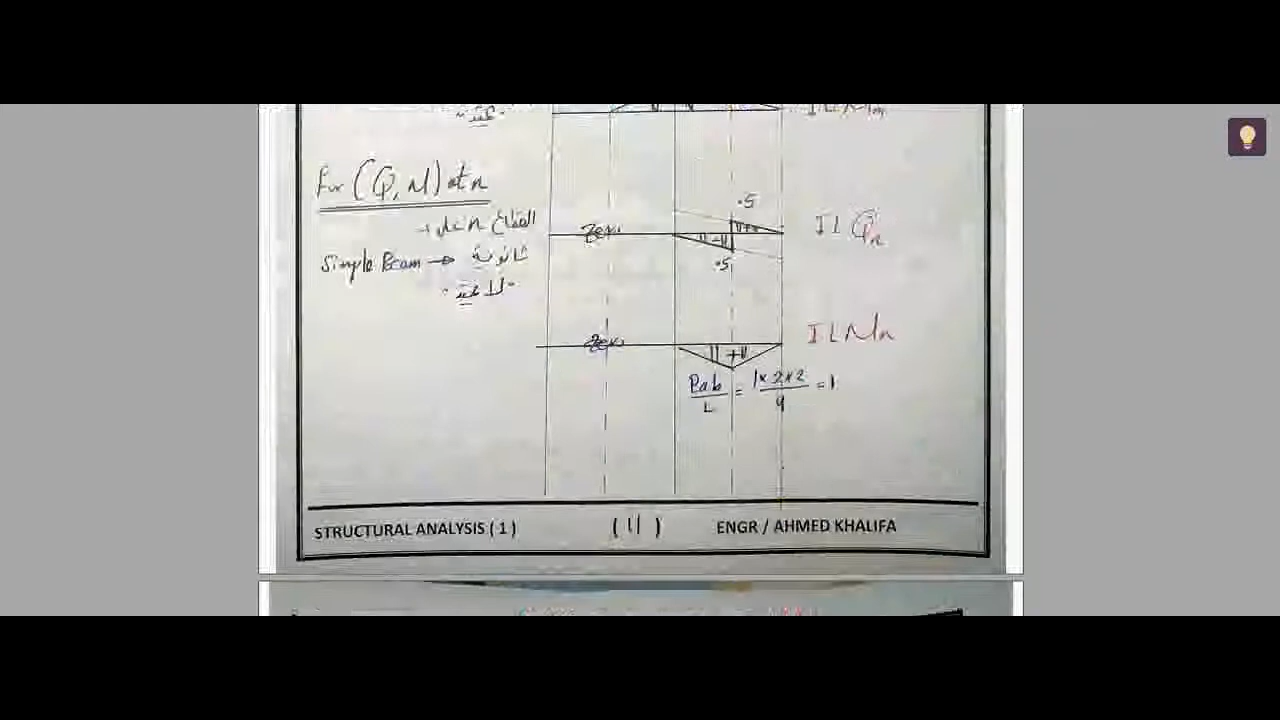 For (Q, M) at n
القطاع n على
Simple Beam → ثانوية
Zero
.5
+
-
.5
I L Qn
Zero
I L Mn
+
Pab/L = 1×2×2/4 = 1
STRUCTURAL ANALYSIS ( 1 )
( 11 )
ENGR / AHMED KHALIFA